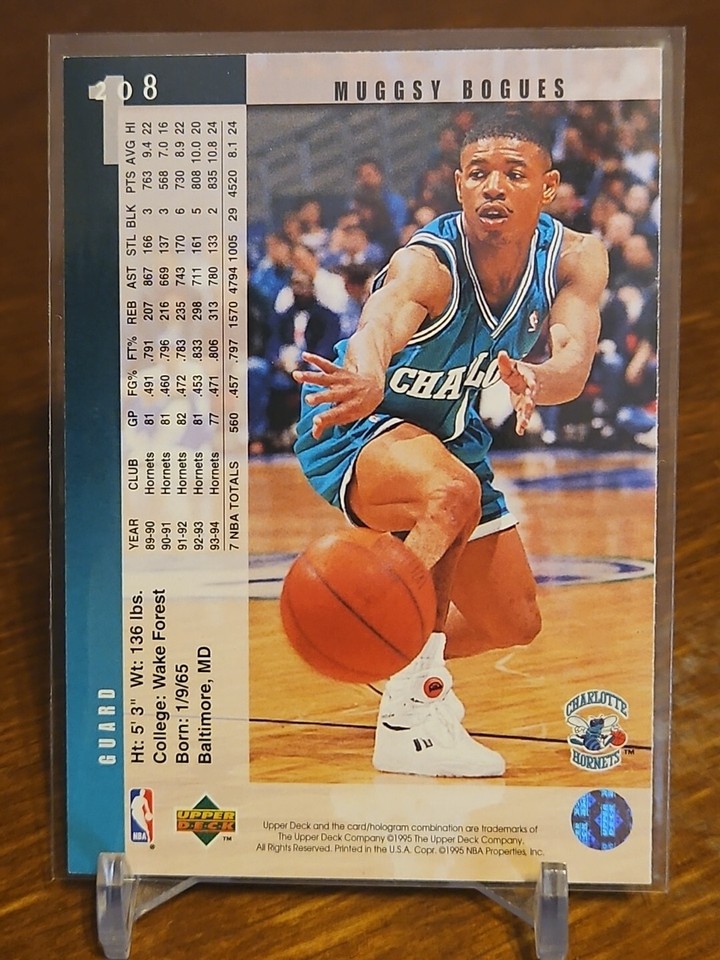 208
MUGGSY BOGUES
GUARD
Ht: 5' 3" Wt: 136 lbs.
College: Wake Forest
Born: 1/9/65
Baltimore, MD
YEAR CLUB GP FG% FT% REB AST STL BLK PTS AVG HI
89-90 Hornets 81 .491 .791 207 867 166 3 763 9.4 22
90-91 Hornets 81 .460 .796 216 669 137 3 568 7.0 16
91-92 Hornets 82 .472 .783 235 743 170 6 730 8.9 22
92-93 Hornets 81 .453 .833 298 711 161 5 808 10.0 20
93-94 Hornets 77 .471 .806 313 780 133 2 835 10.8 24
7 NBA TOTALS 560 .457 .797 1570 4794 1005 29 4520 8.1 24
CHARLOTTE
HORNETS
TM
NBA
®
UPPER
DECK
TM
Upper Deck and the card/hologram combination are trademarks of
The Upper Deck Company ©1995 The Upper Deck Company.
All Rights Reserved. Printed in the U.S.A. Copr. ©1995 NBA Properties, Inc.